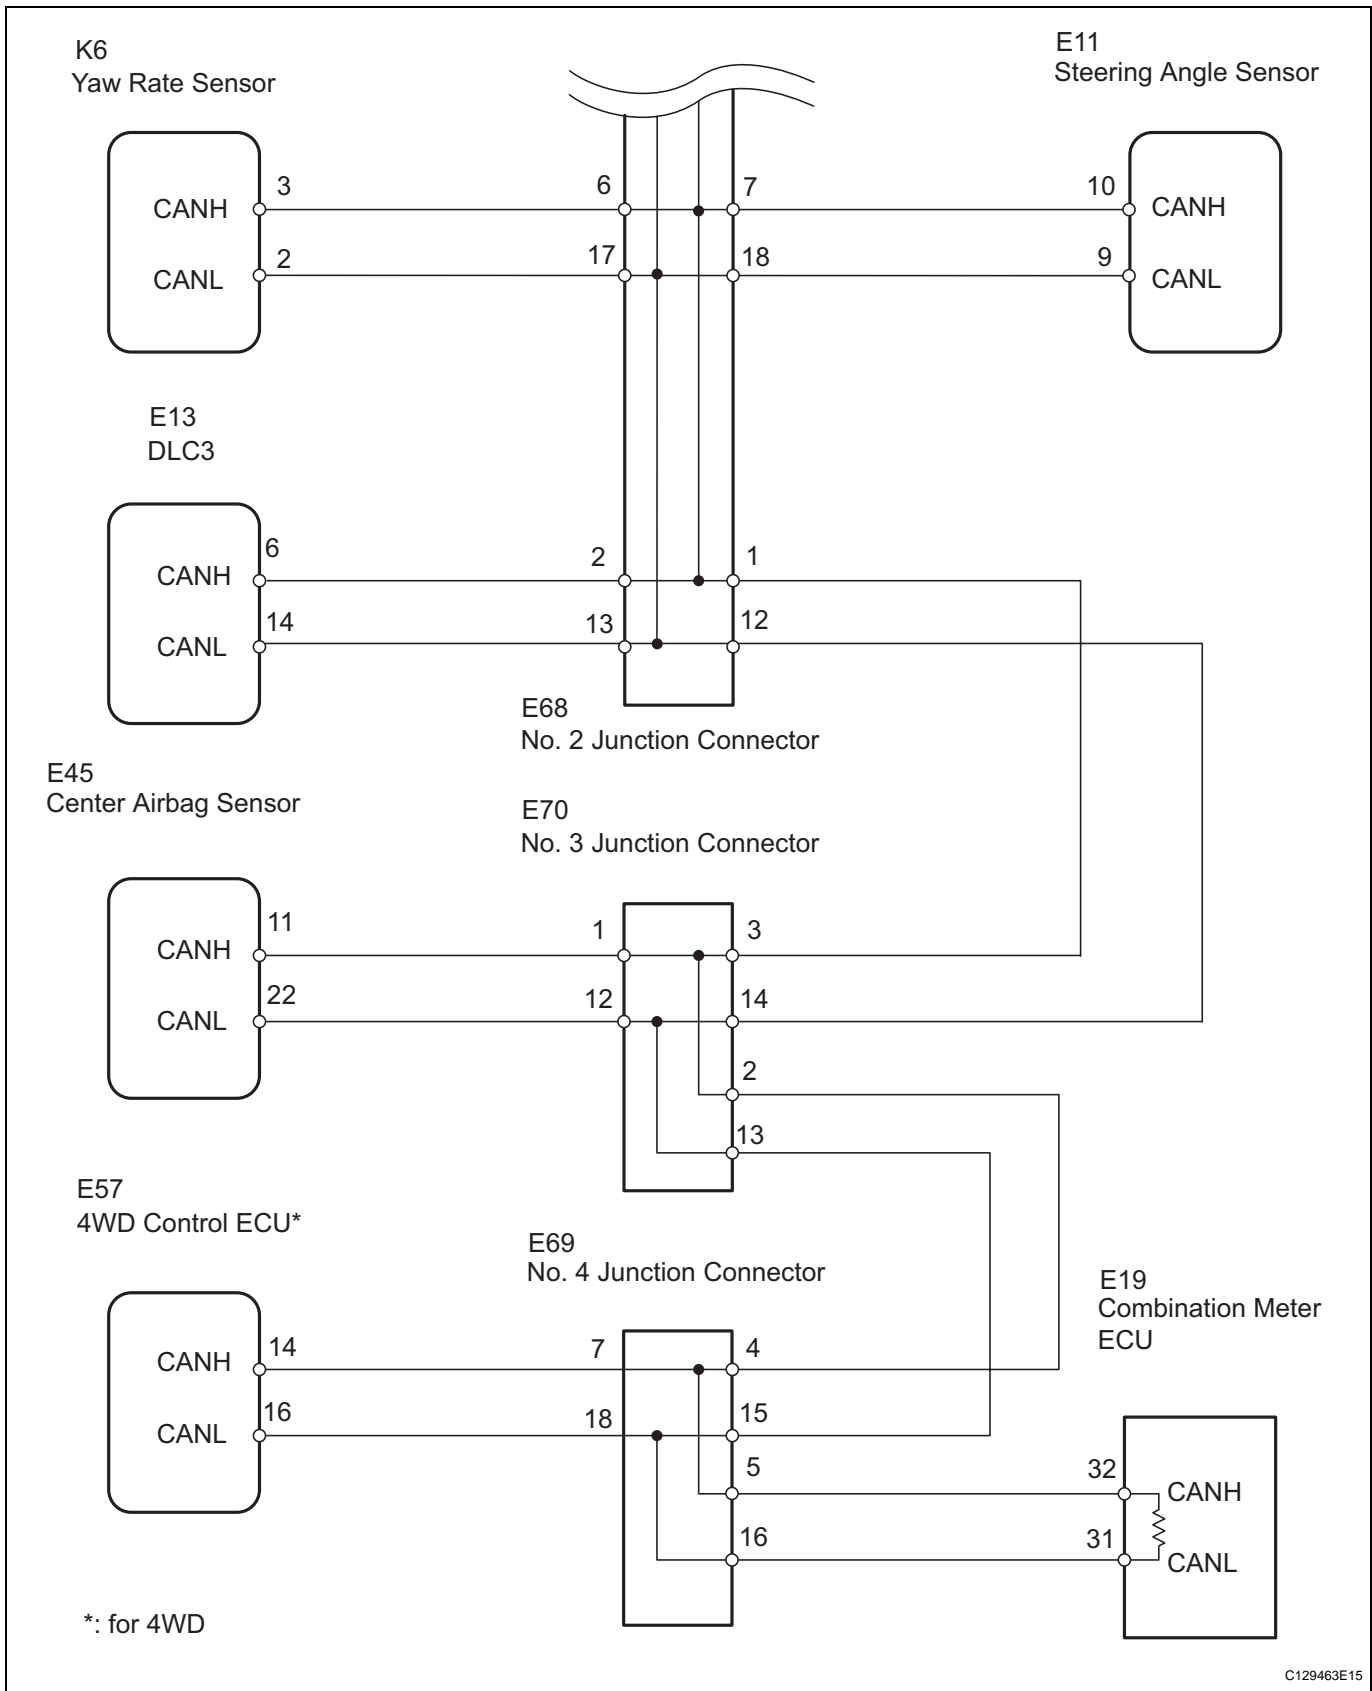 K6
Yaw Rate Sensor
E11
Steering Angle Sensor
3
6
7
10
CANH
CANH
2
17
18
9
CANL
CANL
E13
DLC3
6
2
1
CANH
14
13
12
CANL
E68
No. 2 Junction Connector
E45
Center Airbag Sensor
E70
No. 3 Junction Connector
11
1
3
CANH
22
12
14
CANL
2
13
E57
4WD Control ECU*
E69
No. 4 Junction Connector
E19
Combination Meter
ECU
14
7
4
CANH
16
18
15
CANL
5
32
CANH
16
31
CANL
*: for 4WD
C129463E15